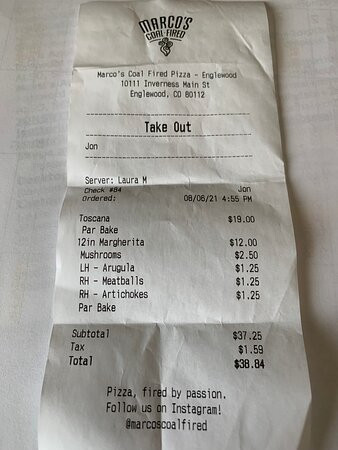 MARCO'S
COAL-FIRED
Marco's Coal Fired Pizza - Englewood
10111 Inverness Main St
Englewood, CO 80112
Take Out
Jon
Server: Laura M
Check #84 Jon
Ordered: 08/06/21 4:55 PM
Toscana $19.00
Par Bake
12in Margherita $12.00
Mushrooms $2.50
LH - Arugula $1.25
RH - Meatballs $1.25
RH - Artichokes $1.25
Par Bake
Subtotal $37.25
Tax $1.59
Total $38.84
Pizza, fired by passion.
Follow us on Instagram!
@marcoscoalfired